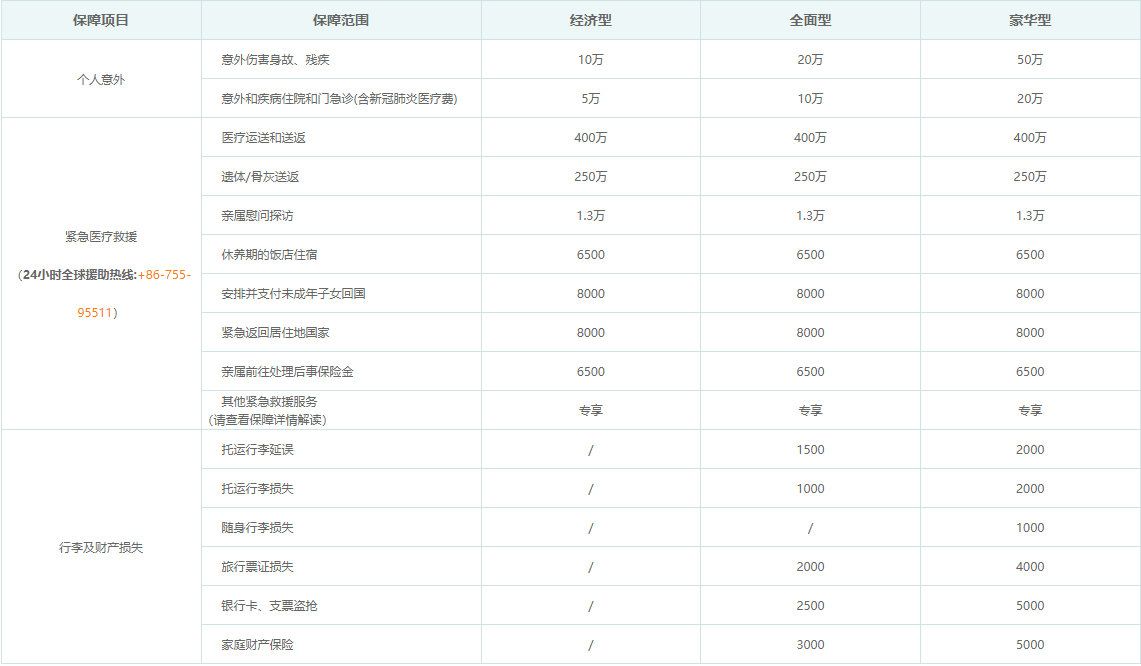 保障项目 保障范围 经济型 全面型 豪华型
个人意外
意外伤害身故、残疾 10万 20万 50万
意外和疾病住院和门急诊(含新冠肺炎医疗费) 5万 10万 20万
紧急医疗救援
(24小时全球援助热线:+86-755-
95511)
医疗运送和送返 400万 400万 400万
遗体/骨灰送返 250万 250万 250万
亲属慰问探访 1.3万 1.3万 1.3万
休养期的饭店住宿 6500 6500 6500
安排并支付未成年子女回国 8000 8000 8000
紧急返回居住地国家 8000 8000 8000
亲属前往处理后事保险金 6500 6500 6500
其他紧急救援服务
(请查看保障详情解读) 专享 专享 专享
行李及财产损失
托运行李延误 / 1500 2000
托运行李损失 / 1000 2000
随身行李损失 / / 1000
旅行票证损失 / 2000 4000
银行卡、支票盗抢 / 2500 5000
家庭财产保险 / 3000 5000